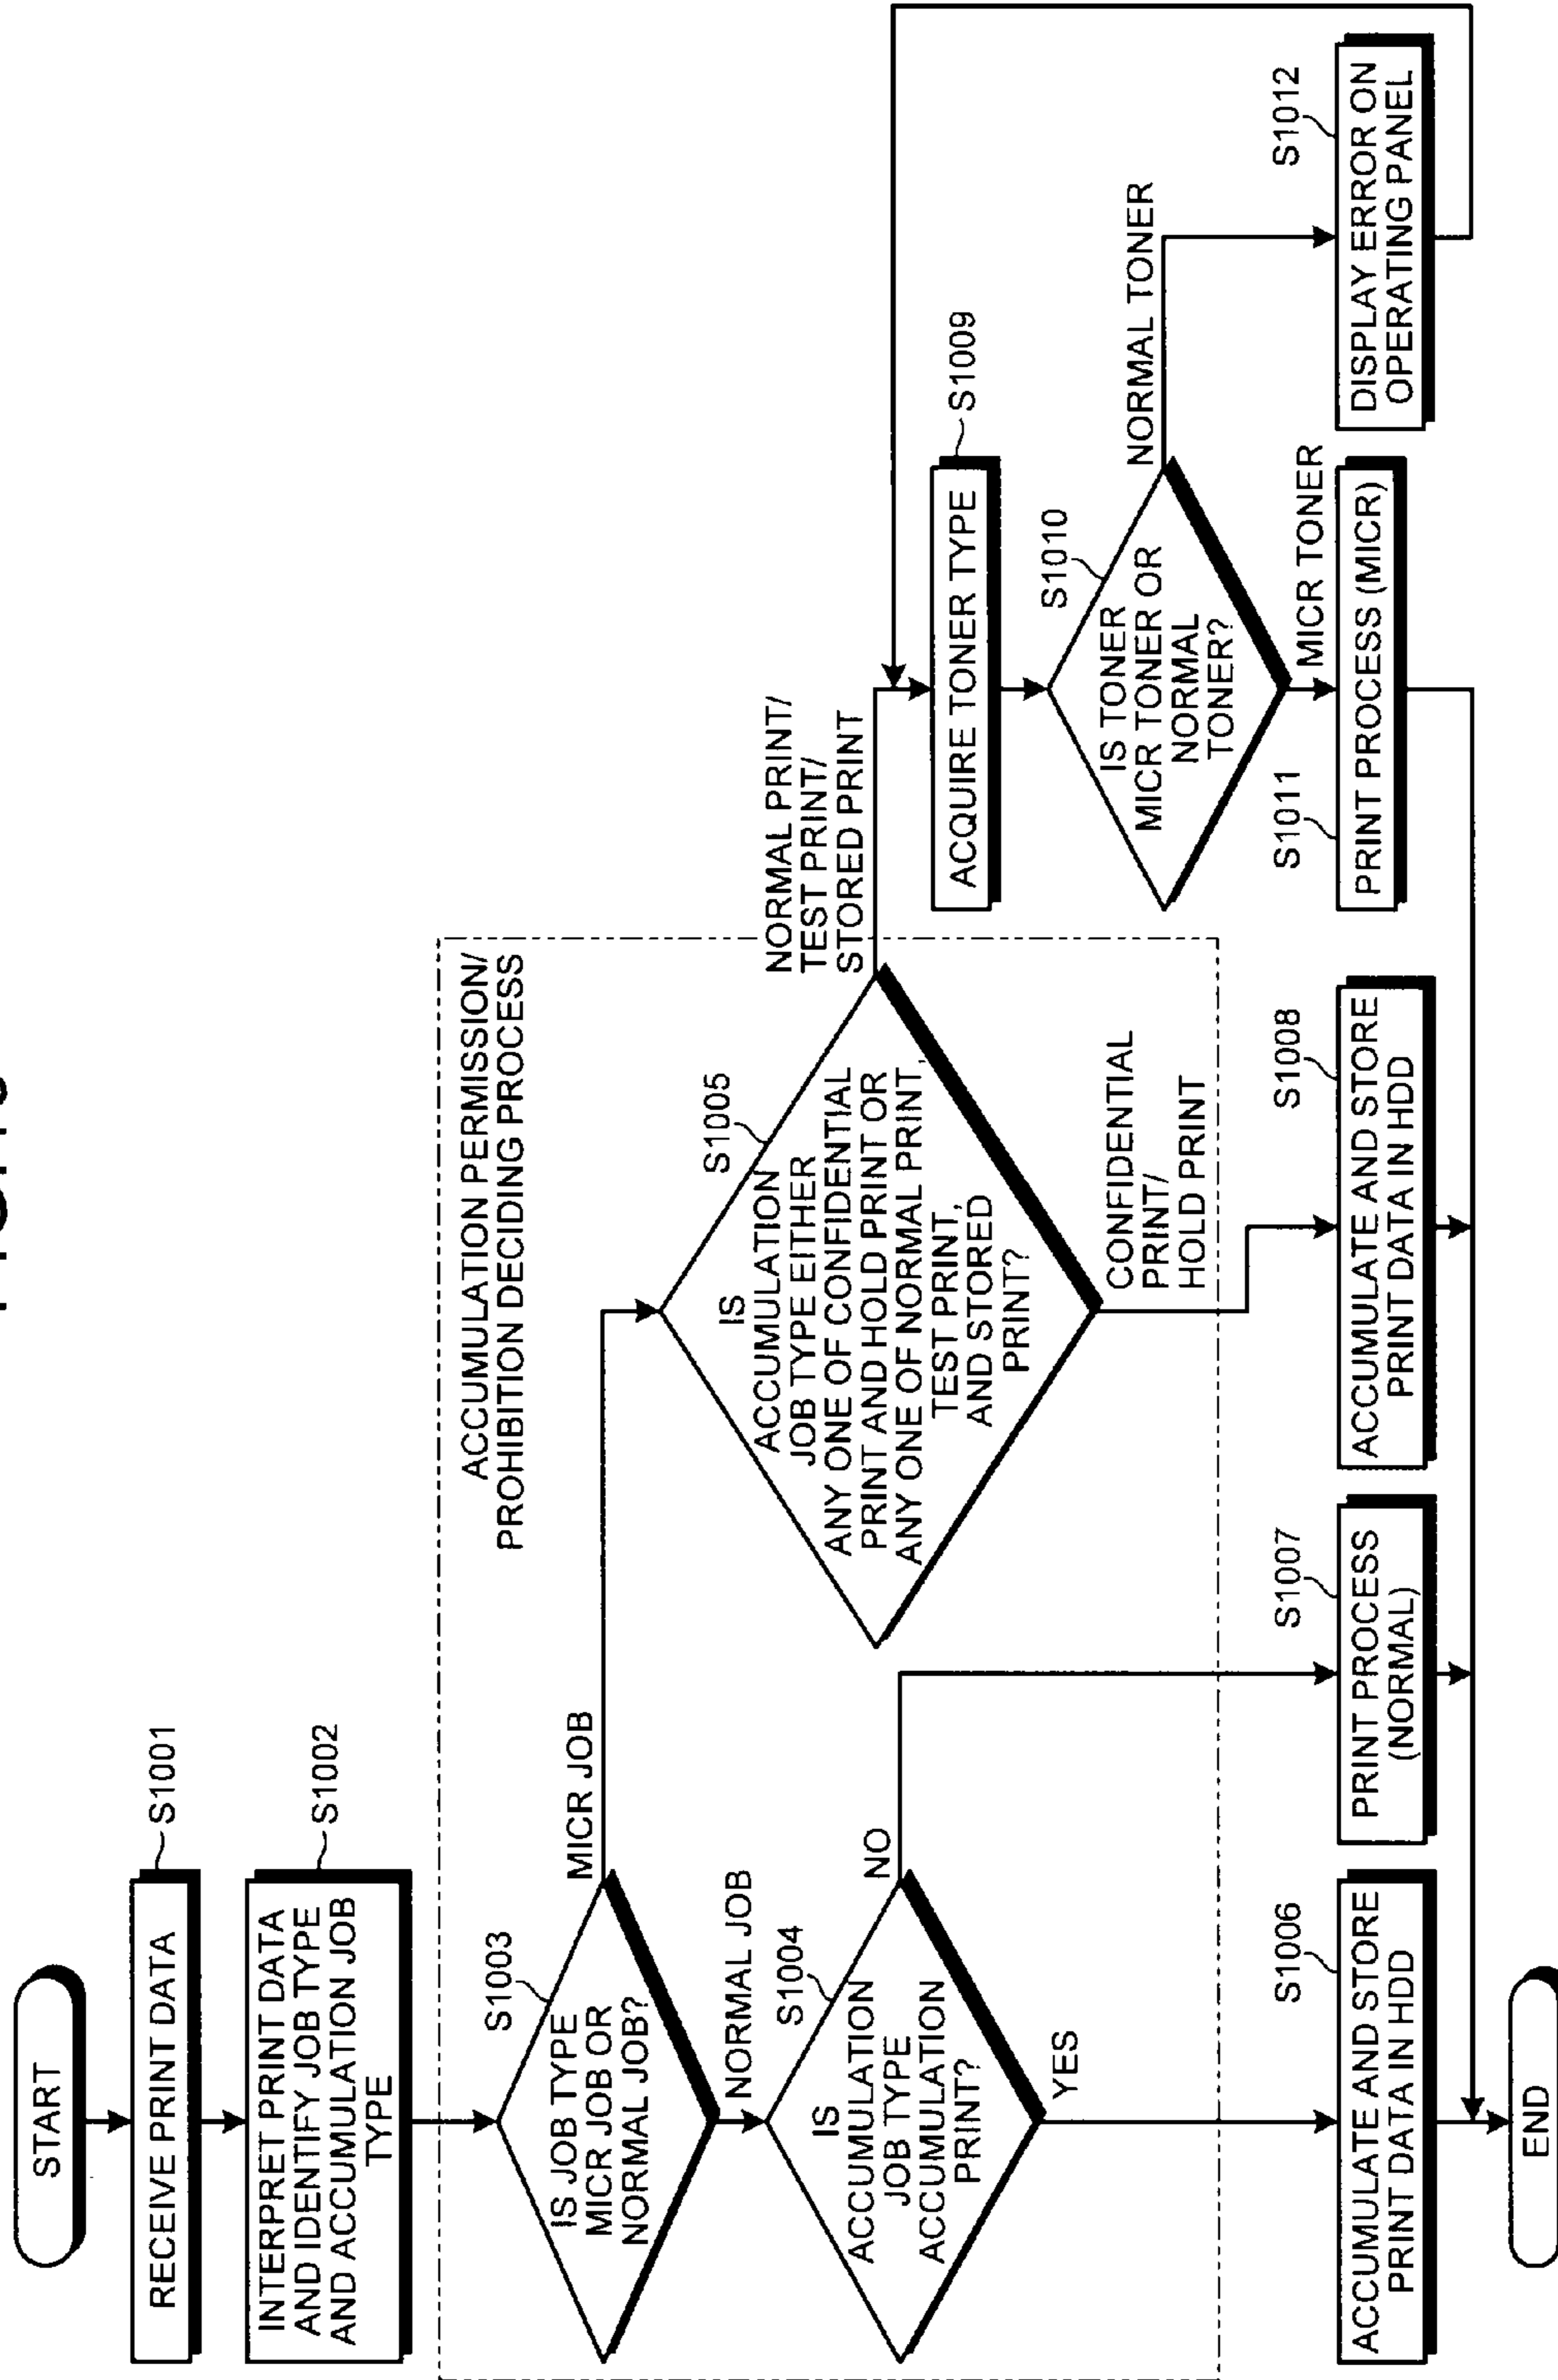 START
RECEIVE PRINT DATA
S1001
INTERPRET PRINT DATA
AND IDENTIFY JOB TYPE
AND ACCUMULATION JOB
TYPE
S1002
ACCUMULATION PERMISSION/
PROHIBITION DECIDING PROCESS
S1003
IS JOB TYPE
MICR JOB OR
NORMAL JOB?
MICR JOB
NORMAL JOB
S1004
IS
ACCUMULATION
JOB TYPE
ACCUMULATION
PRINT?
NO
YES
S1005
IS
ACCUMULATION
JOB TYPE EITHER
ANY ONE OF CONFIDENTIAL
PRINT AND HOLD PRINT OR
ANY ONE OF NORMAL PRINT,
TEST PRINT,
AND STORED
PRINT?
NORMAL PRINT/
TEST PRINT/
STORED PRINT
CONFIDENTIAL
PRINT/
HOLD PRINT
ACQUIRE TONER TYPE
S1009
S1010
IS TONER
MICR TONER OR
NORMAL
TONER?
NORMAL TONER
MICR TONER
S1006
ACCUMULATE AND STORE
PRINT DATA IN HDD
S1007
PRINT PROCESS
(NORMAL)
S1008
ACCUMULATE AND STORE
PRINT DATA IN HDD
S1011
PRINT PROCESS (MICR)
S1012
DISPLAY ERROR ON
OPERATING PANEL
END